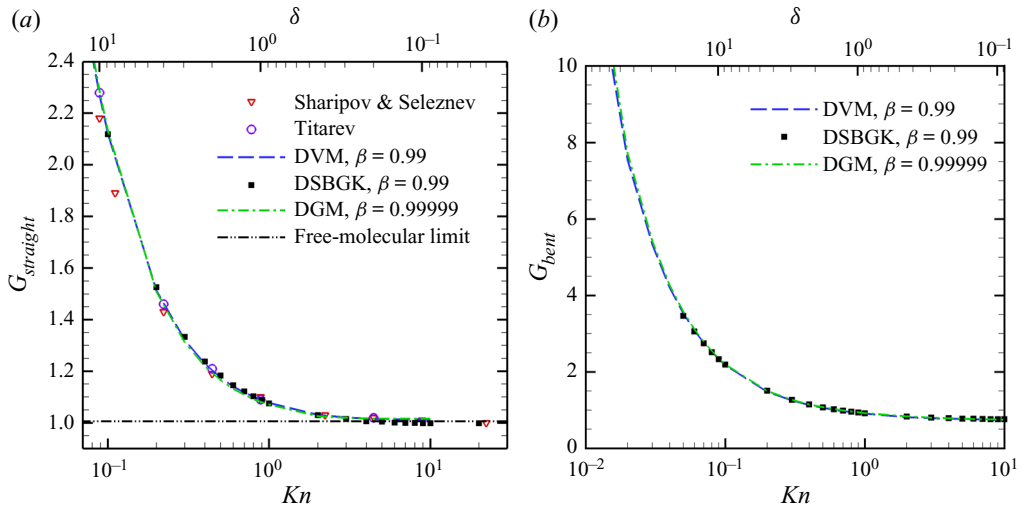 (a)
δ
10¹ 10⁰ 10⁻¹
2.4
2.2
2.0
1.8
1.6
1.4
1.2
1.0
G_straight
Sharipov & Seleznev
Titarev
DVM, β = 0.99
DSBGK, β = 0.99
DGM, β = 0.99999
Free-molecular limit
10⁻¹ 10⁰ 10¹
Kn
(b)
δ
10¹ 10⁰ 10⁻¹
10
8
6
4
2
0
G_bent
DVM, β = 0.99
DSBGK, β = 0.99
DGM, β = 0.99999
10⁻² 10⁻¹ 10⁰ 10¹
Kn